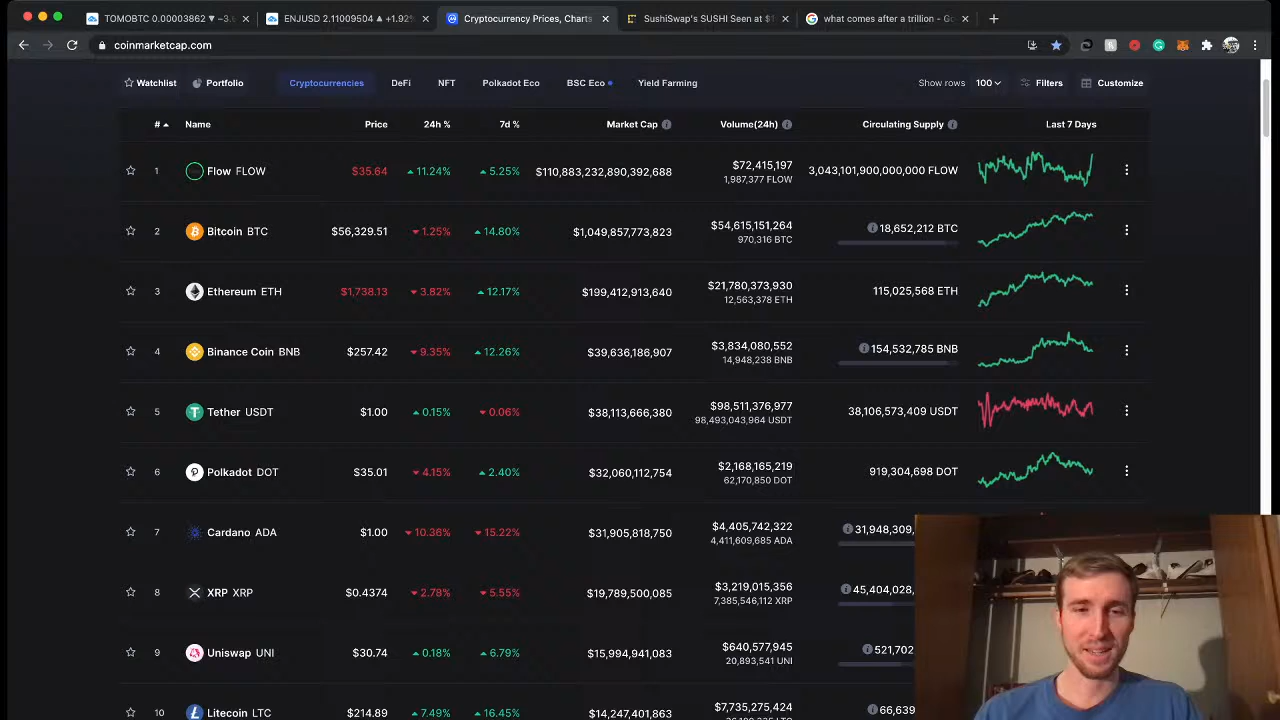 TOMOBTC 0.00003862 ▼ -3.
ENJUSD 2.11009504 ▲ +1.92%
Cryptocurrency Prices, Charts
SushiSwap's SUSHI Seen at $1
what comes after a trillion - Go
coinmarketcap.com
Watchlist Portfolio Cryptocurrencies DeFi NFT Polkadot Eco BSC Eco Yield Farming Show rows 100 Filters Customize
# Name Price 24h % 7d % Market Cap Volume(24h) Circulating Supply Last 7 Days
1 Flow FLOW $35.64 11.24% 5.25% $110,883,232,890,392,688 $72,415,197 3,043,101,900,000,000 FLOW
1,987,377 FLOW
2 Bitcoin BTC $56,329.51 1.25% 14.80% $1,049,857,773,823 $54,615,151,264 18,652,212 BTC
970,316 BTC
3 Ethereum ETH $1,738.13 3.82% 12.17% $199,412,913,640 $21,780,373,930 115,025,568 ETH
12,563,378 ETH
4 Binance Coin BNB $257.42 9.35% 12.26% $39,636,186,907 $3,834,080,552 154,532,785 BNB
14,948,238 BNB
5 Tether USDT $1.00 0.15% 0.06% $38,113,666,380 $98,511,376,977 38,106,573,409 USDT
98,493,043,964 USDT
6 Polkadot DOT $35.01 4.15% 2.40% $32,060,112,754 $2,168,165,219 919,304,698 DOT
62,170,850 DOT
7 Cardano ADA $1.00 10.36% 15.22% $31,905,818,750 $4,405,742,322 31,948,309,
4,411,609,685 ADA
8 XRP XRP $0.4374 2.78% 5.55% $19,789,500,085 $3,219,015,356 45,404,028,
7,385,546,112 XRP
9 Uniswap UNI $30.74 0.18% 6.79% $15,994,941,083 $640,577,945 521,702
20,893,541 UNI
10 Litecoin LTC $214.89 7.49% 16.45% $14,247,401,863 $7,735,275,424 66,639